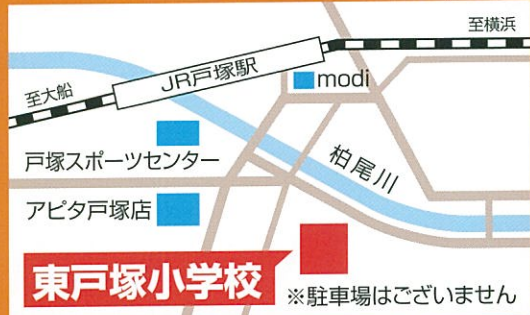 至横浜
JR戸塚駅
modi
至大船
戸塚スポーツセンター
柏尾川
アピタ戸塚店
東戸塚小学校
※駐車場はございません